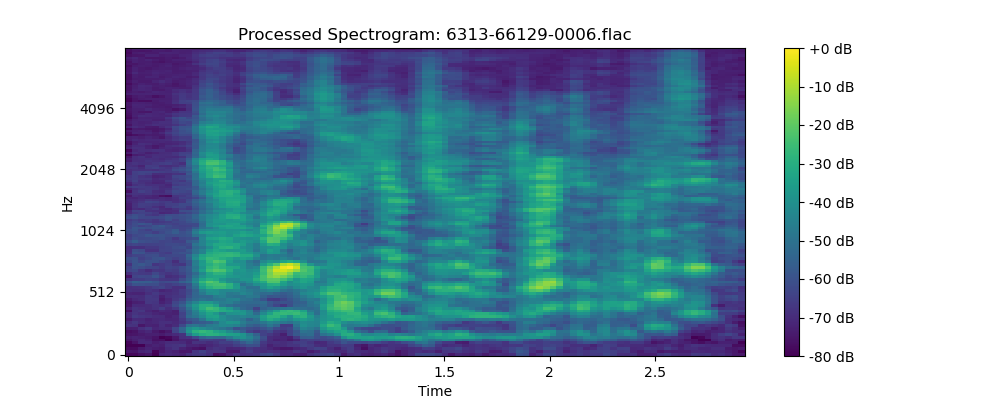 Processed Spectrogram: 6313-66129-0006.flac
+0 dB
-10 dB
4096
-20 dB
2048
-30 dB
Hz
-40 dB
1024
-50 dB
512
-60 dB
-70 dB
0
-80 dB
0 0.5 1 1.5 2 2.5
Time